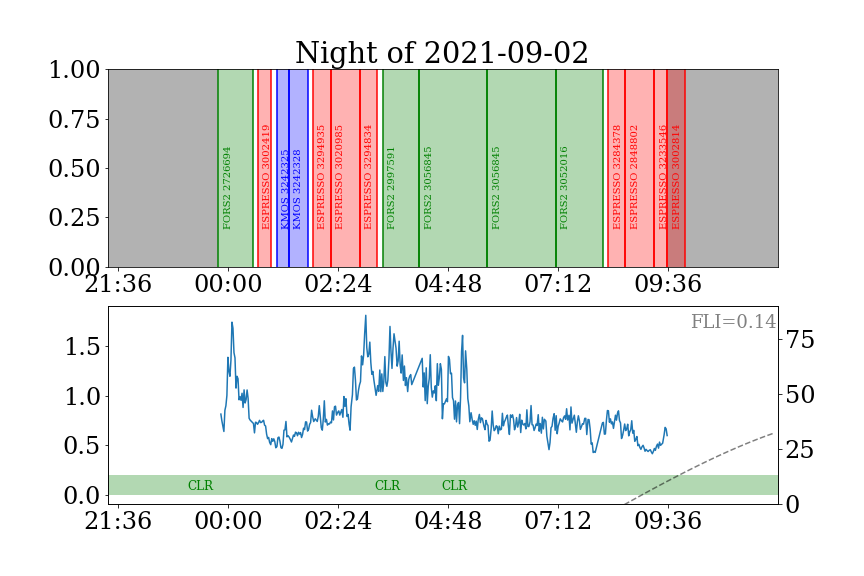 Night of 2021-09-02
1.00
0.75
0.50
0.25
0.00
FORS2 2726694
ESPRESSO 3002419
KMOS 3242325
KMOS 3242328
ESPRESSO 3294935
ESPRESSO 3020985
ESPRESSO 3294834
FORS2 2997591
FORS2 3056845
FORS2 3056845
FORS2 3052016
ESPRESSO 3284378
ESPRESSO 2848802
ESPRESSO 3233546
ESPRESSO 3002814
21:36 00:00 02:24 04:48 07:12 09:36
FLI=0.14
1.5
1.0
0.5
0.0
75
50
25
0
CLR CLR CLR
21:36 00:00 02:24 04:48 07:12 09:36